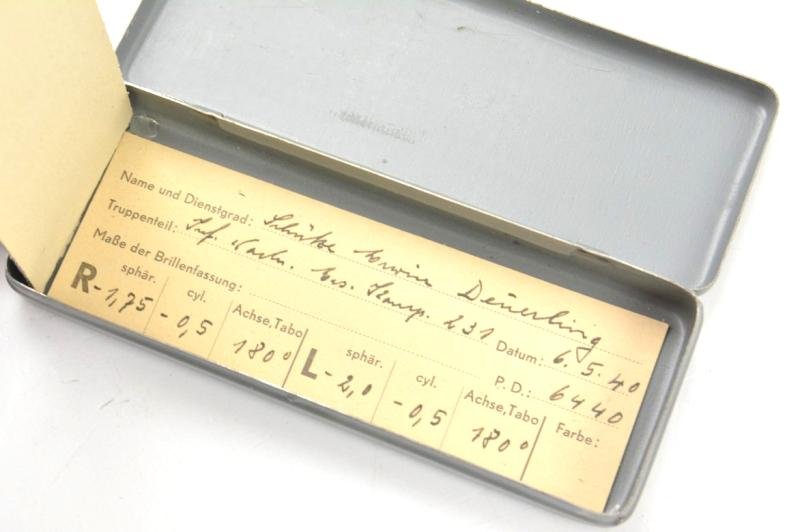 Name und Dienstgrad: Schütze Erwin Deuerling
Truppenteil: Inf. Nachr. Ers. Komp. 231 Datum: 6.5.40
Maße der Brillenfassung: P.D.: 6440
R sphär. cyl. Achse,Tabo L sphär. cyl. Achse,Tabo Farbe:
-1,75 -0,5 180° -2,0 -0,5 180°